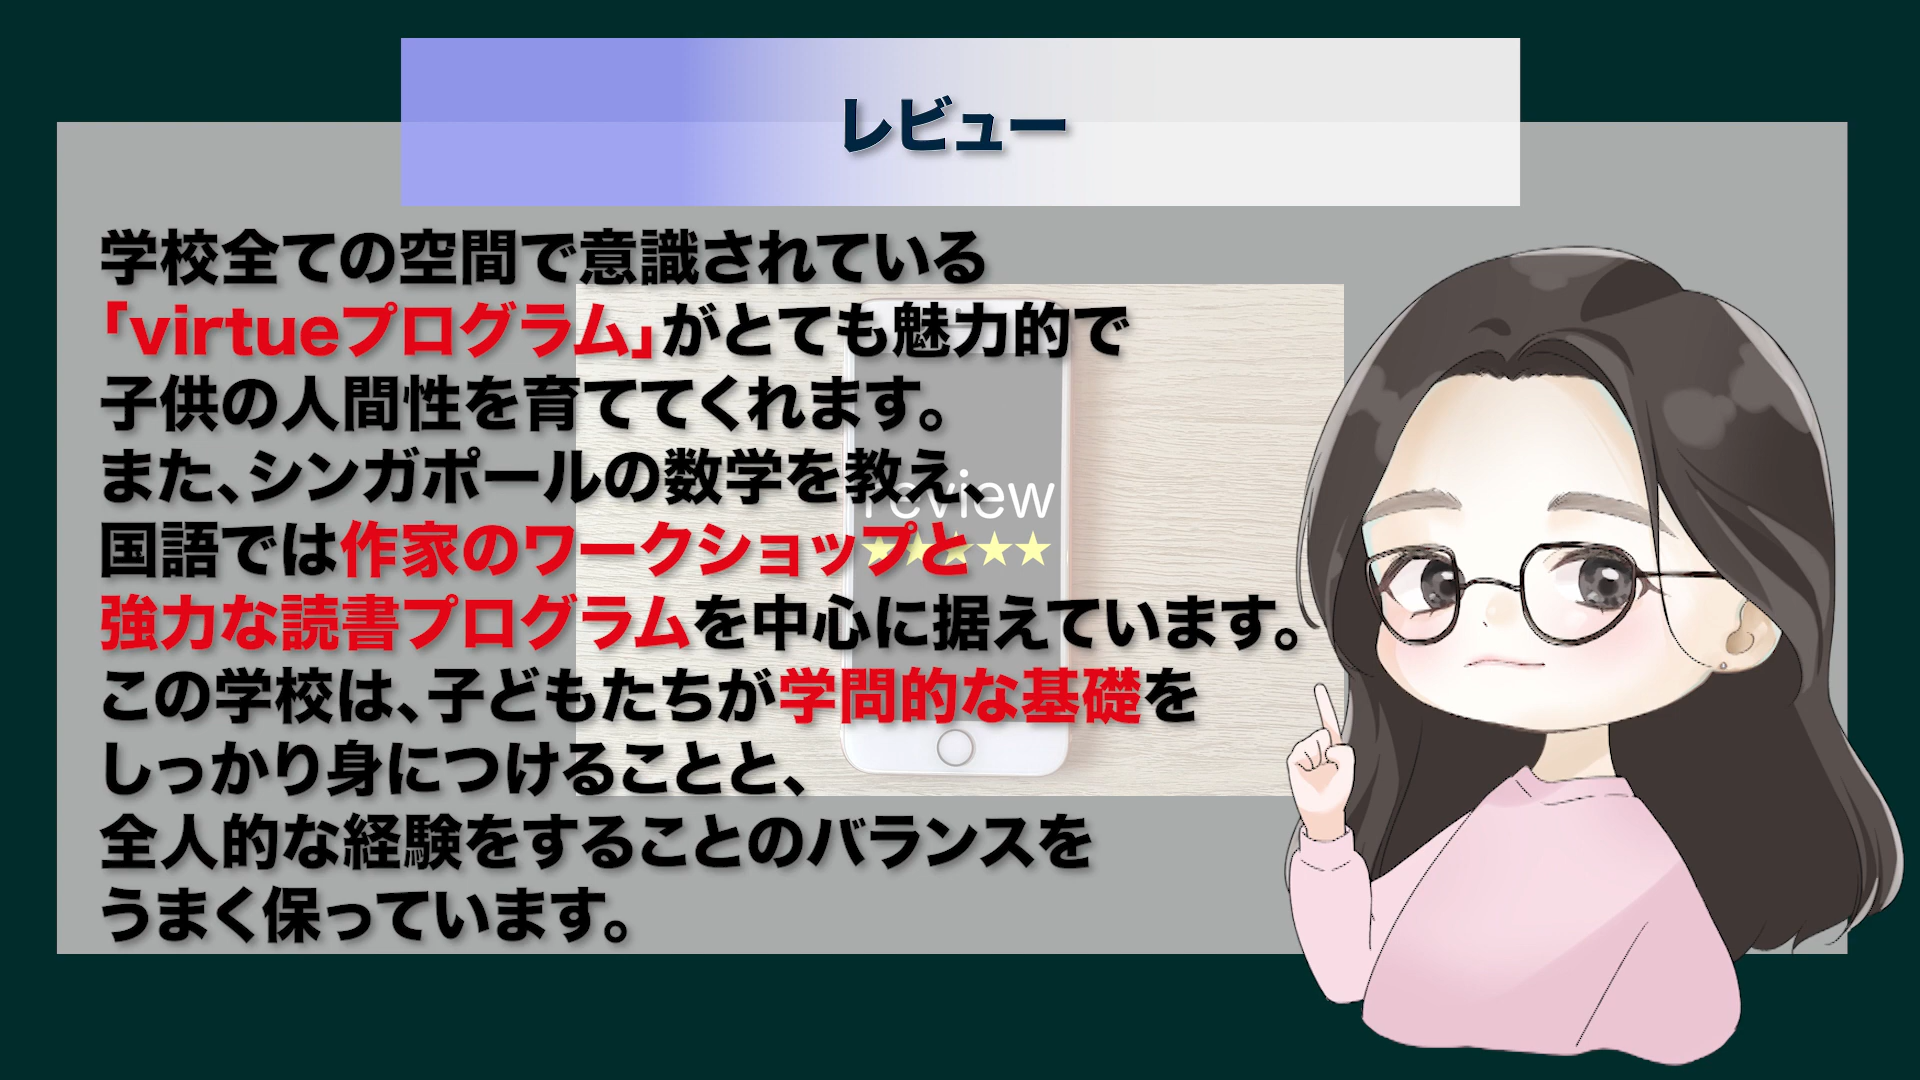 レビュー
学校全ての空間で意識されている
「virtueプログラム」がとても魅力的で
子供の人間性を育ててくれます。
また、シンガポールの数学を教え、
review
国語では作家のワークショップと
強力な読書プログラムを中心に据えています。
この学校は、子どもたちが学問的な基礎を
しっかり身につけることと、
全人的な経験をすることのバランスを
うまく保っています。